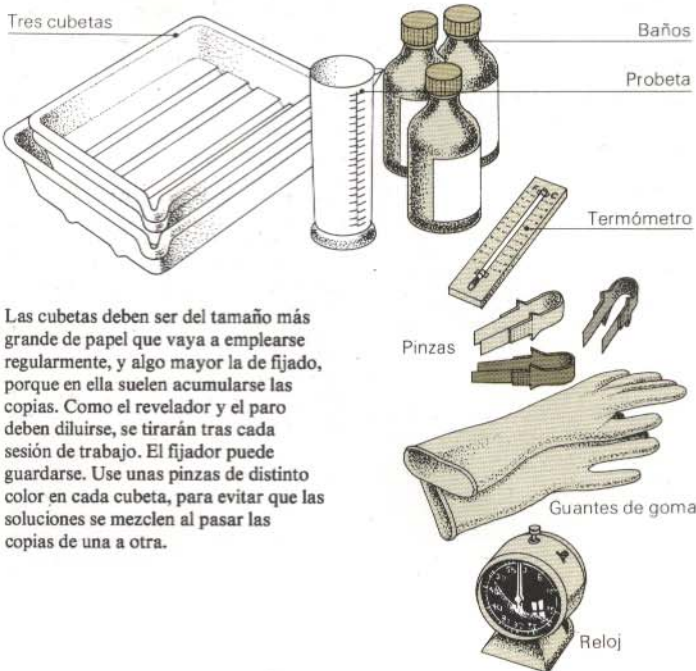 Tres cubetas
Baños
Probeta
Termómetro
Pinzas
Las cubetas deben ser del tamaño más
grande de papel que vaya a emplearse
regularmente, y algo mayor la de fijado,
porque en ella suelen acumularse las
copias. Como el revelador y el paro
deben diluirse, se tirarán tras cada
sesión de trabajo. El fijador puede
guardarse. Use unas pinzas de distinto
color en cada cubeta, para evitar que las
soluciones se mezclen al pasar las
copias de una a otra.
Guantes de goma
Reloj